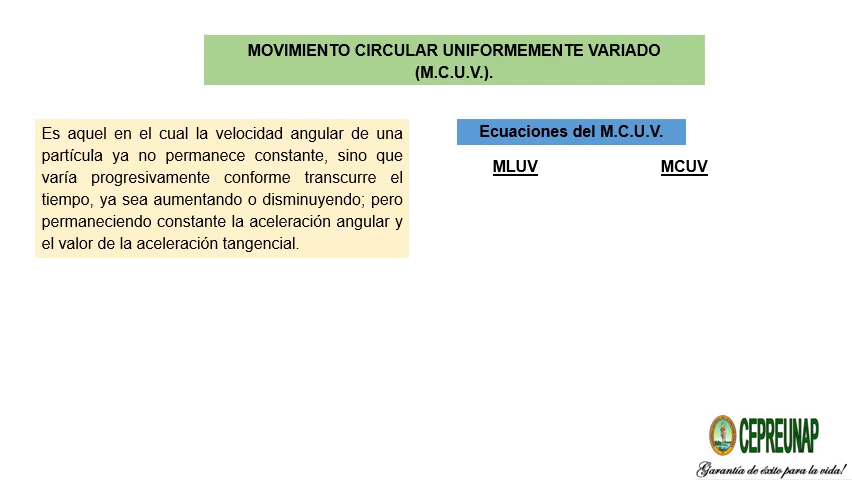 MOVIMIENTO CIRCULAR UNIFORMEMENTE VARIADO
(M.C.U.V.).
Es aquel en el cual la velocidad angular de una
partícula ya no permanece constante, sino que
varía progresivamente conforme transcurre el
tiempo, ya sea aumentando o disminuyendo; pero
permaneciendo constante la aceleración angular y
el valor de la aceleración tangencial.
Ecuaciones del M.C.U.V.
MLUV MCUV
CEPREUNAP
Garantía de éxito para la vida!